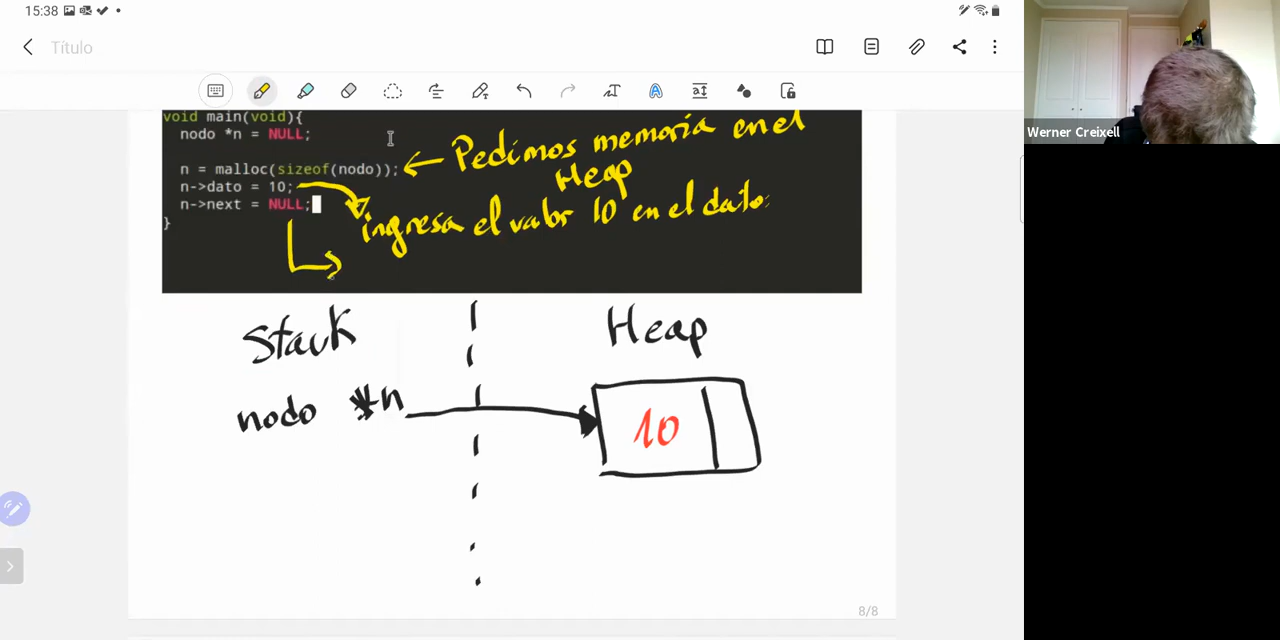 15:38
Título
void main(void){
nodo *n = NULL;
n = malloc(sizeof(nodo)); ← Pedimos memoria en el Heap
n->dato = 10;
n->next = NULL;
ingresa el valor 10 en el dato.
}
Stack
Heap
nodo *n
10
8/8
Werner Creixell